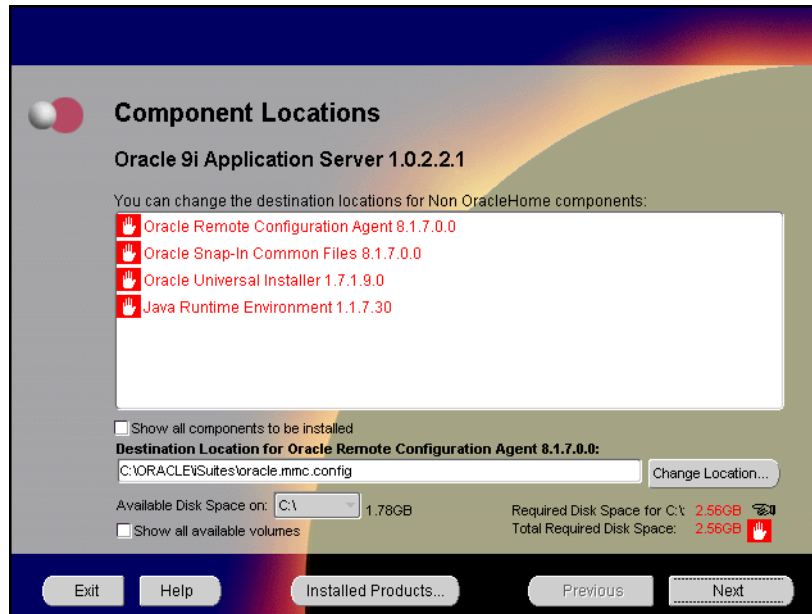 Component Locations
Oracle 9i Application Server 1.0.2.2.1
You can change the destination locations for Non OracleHome components:
Oracle Remote Configuration Agent 8.1.7.0.0
Oracle Snap-In Common Files 8.1.7.0.0
Oracle Universal Installer 1.7.1.9.0
Java Runtime Environment 1.1.7.30
Show all components to be installed
Destination Location for Oracle Remote Configuration Agent 8.1.7.0.0:
C:\ORACLE\iSuites\oracle.mmc.config
Change Location...
Available Disk Space on: C:\ 1.78GB
Required Disk Space for C:\: 2.56GB
Show all available volumes
Total Required Disk Space: 2.56GB
Exit Help Installed Products... Previous Next